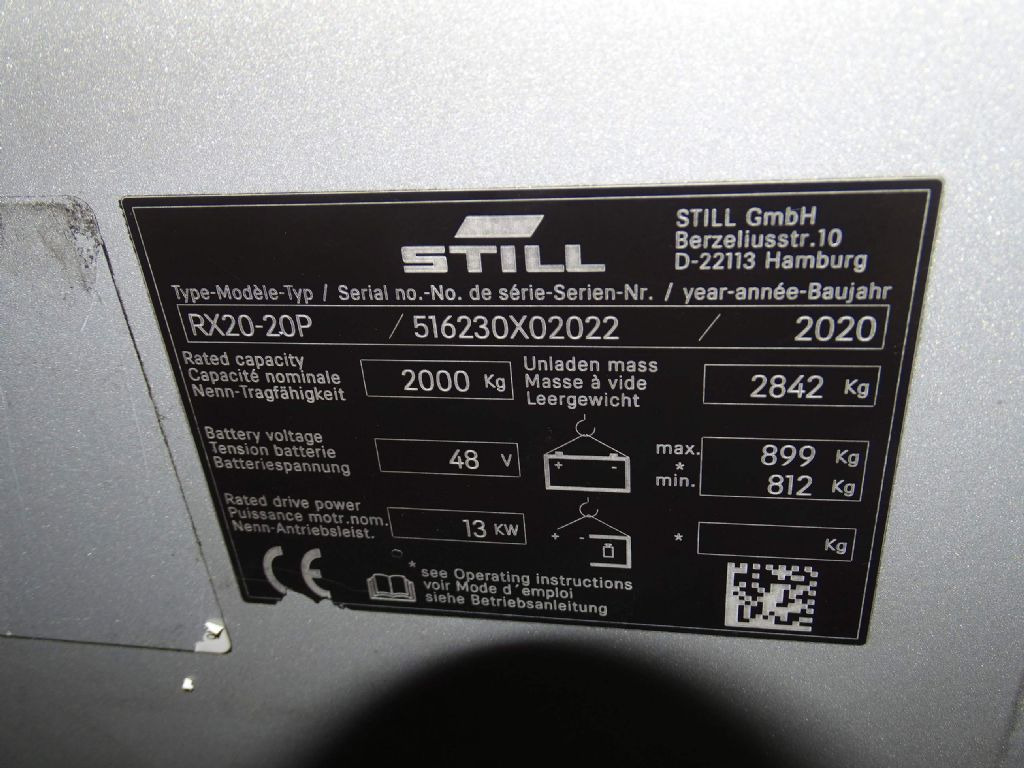 STILL
STILL GmbH
Berzeliusstr.10
D-22113 Hamburg
Type-Modèle-Typ / Serial no.-No. de série-Serien-Nr. / year-année-Baujahr
RX20-2.0P / 516230X02022 / 2020
Rated capacity
Capacité nominale
Nenn-Tragfähigkeit
2000 Kg
Unladen mass
Masse à vide
Leergewicht
2842 Kg
Battery voltage
Tension batterie
Batteriespannung
48 V
+ -
max.
*
min.
899 Kg
812 Kg
Rated drive power
Puissance motr.nom.
Nenn-Antriebsleist.
13 KW
+ -
*
Kg
CE
* see Operating instructions
voir Mode d'emploi
siehe Betriebsanleitung